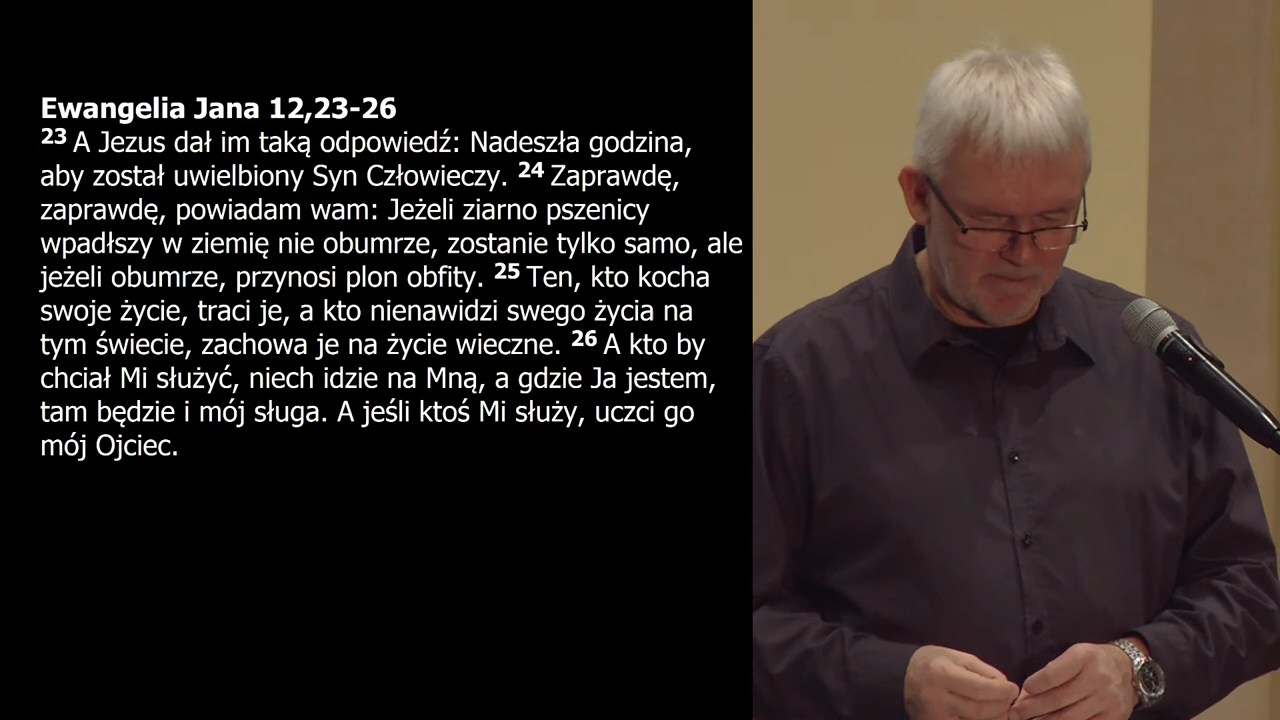 Ewangelia Jana 12,23-26
23 A Jezus dał im taką odpowiedź: Nadeszła godzina,
aby został uwielbiony Syn Człowieczy. 24 Zaprawdę,
zaprawdę, powiadam wam: Jeżeli ziarno pszenicy
wpadłszy w ziemię nie obumrze, zostanie tylko samo, ale
jeżeli obumrze, przynosi plon obfity. 25 Ten, kto kocha
swoje życie, traci je, a kto nienawidzi swego życia na
tym świecie, zachowa je na życie wieczne. 26 A kto by
chciał Mi służyć, niech idzie na Mną, a gdzie Ja jestem,
tam będzie i mój sługa. A jeśli ktoś Mi służy, uczci go
mój Ojciec.